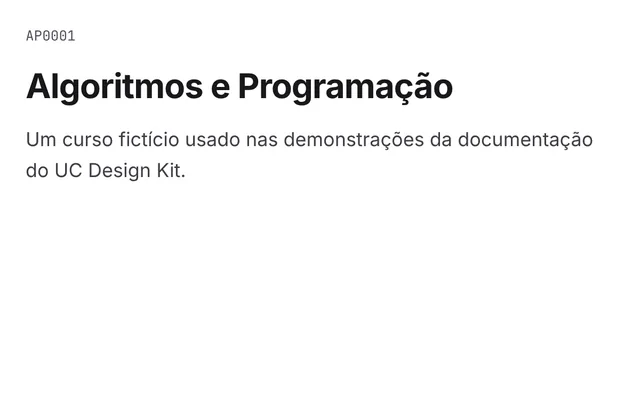 AP0001
Algoritmos e Programação
Um curso fictício usado nas demonstrações da documentação
do UC Design Kit.